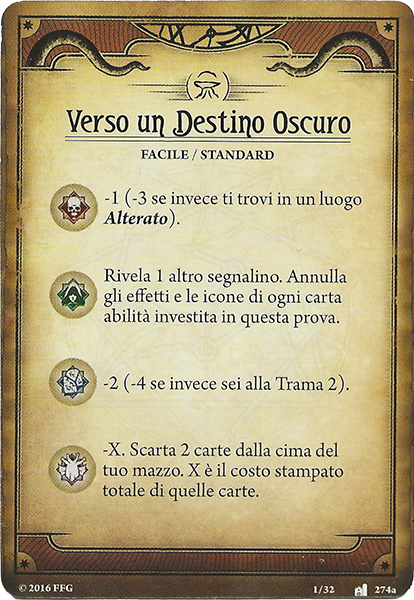 Verso un Destino Oscuro
FACILE / STANDARD
-1 (-3 se invece ti trovi in un luogo
Alterato).
Rivela 1 altro segnalino. Annulla
gli effetti e le icone di ogni carta
abilità investita in questa prova.
-2 (-4 se invece sei alla Trama 2).
-X. Scarta 2 carte dalla cima del
tuo mazzo. X è il costo stampato
totale di quelle carte.
© 2016 FFG
1/32
274a